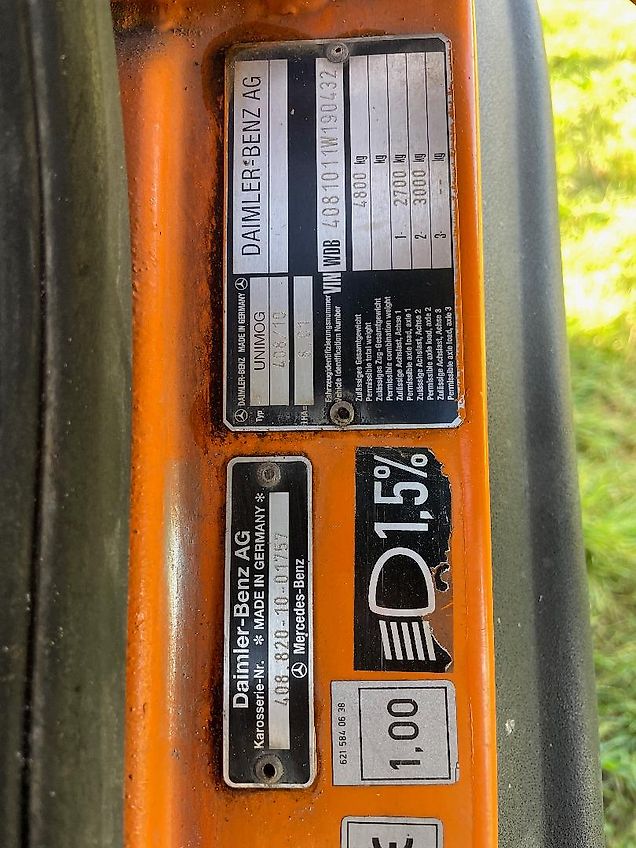 DAIMLER-BENZ AG
DAIMLER-BENZ MADE IN GERMANY
Typ UNIMOG
408/10
HA=
Fahrzeugidentifizierungsnummer
Vehicle Identification Number
VIN WDB 4081011W190432
Zulässiges Gesamtgewicht
Permissible total weight
4800 kg
Zulässiges Zug-Gesamtgewicht
Permissible combination weight
kg
Zulässige Achslast, Achse 1
Permissible axle load, axle 1
1- 2700 kg
Zulässige Achslast, Achse 2
Permissible axle load, axle 2
2- 3000 kg
Zulässige Achslast, Achse 3
Permissible axle load, axle 3
3- --- kg
Daimler-Benz AG
Karosserie-Nr. * MADE IN GERMANY *
408.820-10-01757
Mercedes-Benz
1,5%
621 584 06 38
1,00